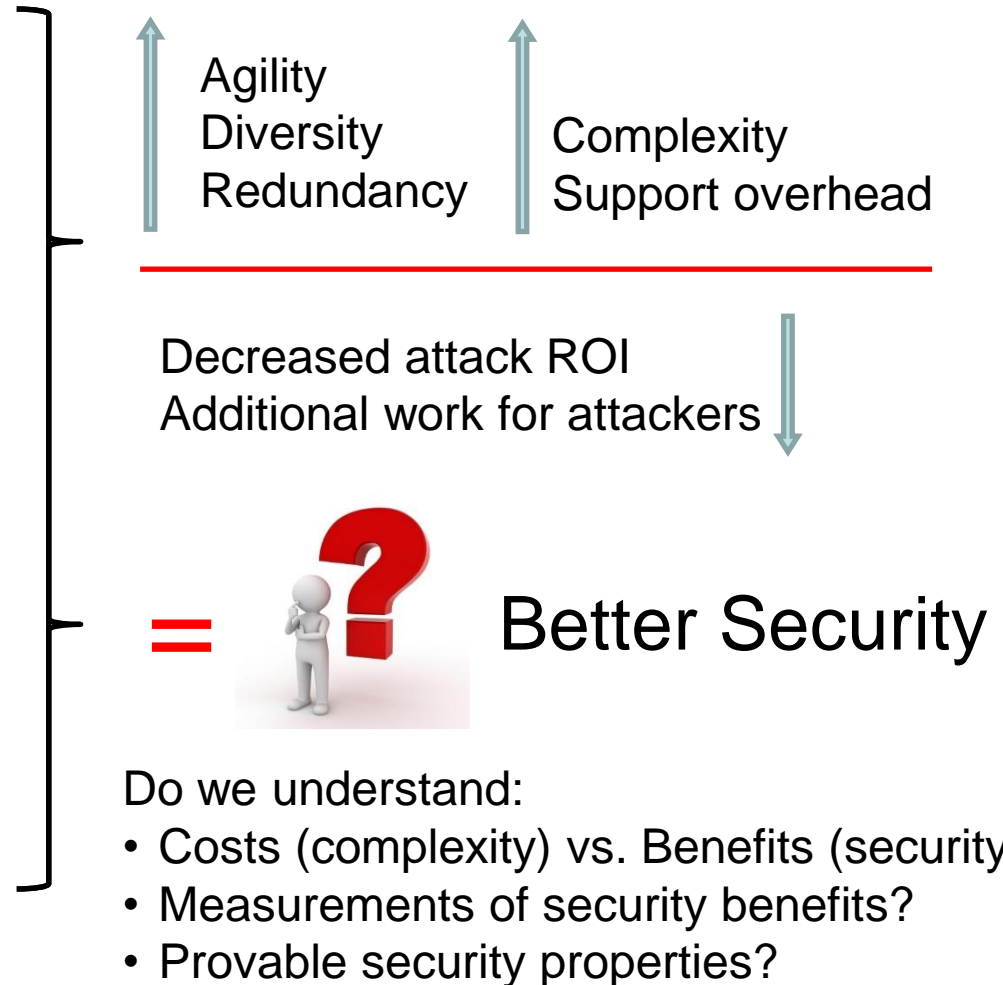 Agility
Diversity
Redundancy
Complexity
Support overhead
Decreased attack ROI
Additional work for attackers
= ? Better Security
Do we understand:
• Costs (complexity) vs. Benefits (security
• Measurements of security benefits?
• Provable security properties?